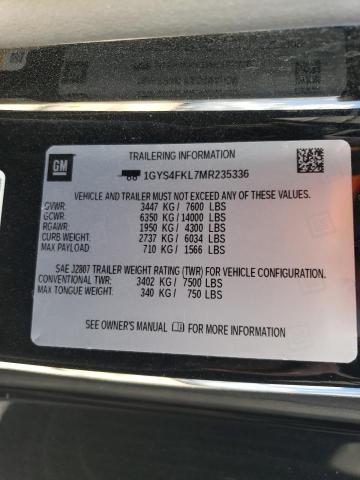 GM
TRAILERING INFORMATION
1GYS4FKL7MR235336
VEHICLE AND TRAILER MUST NOT EXCEED ANY OF THESE VALUES.
GVWR: 3447 KG / 7600 LBS
GCWR: 6350 KG / 14000 LBS
RGAWR: 1950 KG / 4300 LBS
CURB WEIGHT: 2737 KG / 6034 LBS
MAX PAYLOAD: 710 KG / 1566 LBS
SAE J2807 TRAILER WEIGHT RATING (TWR) FOR VEHICLE CONFIGURATION.
CONVENTIONAL TWR: 3402 KG / 7500 LBS
MAX TONGUE WEIGHT: 340 KG / 750 LBS
SEE OWNER'S MANUAL FOR MORE INFORMATION